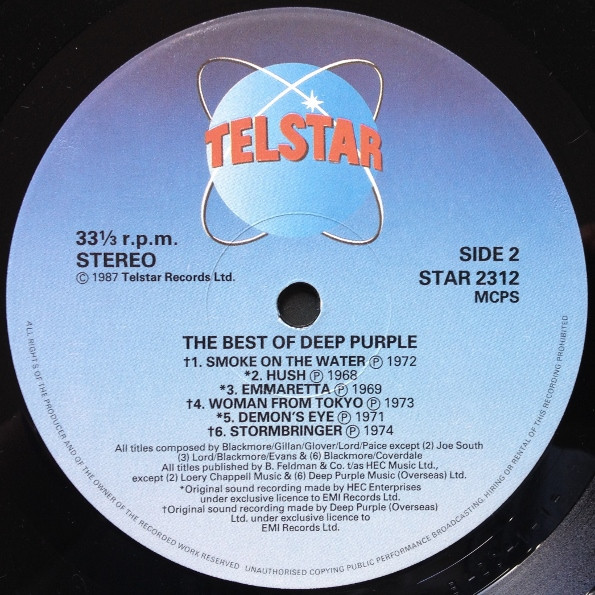 TELSTAR
33⅓ r.p.m.
STEREO
© 1987 Telstar Records Ltd.
SIDE 2
STAR 2312
MCPS
THE BEST OF DEEP PURPLE
†1. SMOKE ON THE WATER ℗ 1972
*2. HUSH ℗ 1968
*3. EMMARETTA ℗ 1969
†4. WOMAN FROM TOKYO ℗ 1973
*5. DEMON'S EYE ℗ 1971
†6. STORMBRINGER ℗ 1974
All titles composed by Blackmore/Gillan/Glover/Lord/Paice except (2) Joe South
(3) Lord/Blackmore/Evans & (6) Blackmore/Coverdale
All titles published by B. Feldman & Co. t/as HEC Music Ltd.,
except (2) Loery Chappell Music & (6) Deep Purple Music (Overseas) Ltd.
*Original sound recording made by HEC Enterprises
under exclusive licence to EMI Records Ltd.
†Original sound recording made by Deep Purple (Overseas)
Ltd. under exclusive licence to
EMI Records Ltd.
ALL RIGHTS OF THE PRODUCER AND OF THE OWNER OF THE RECORDED WORK RESERVED UNAUTHORISED COPYING PUBLIC PERFORMANCE BROADCASTING, HIRING OR RENTAL OF THIS RECORDING PROHIBITED